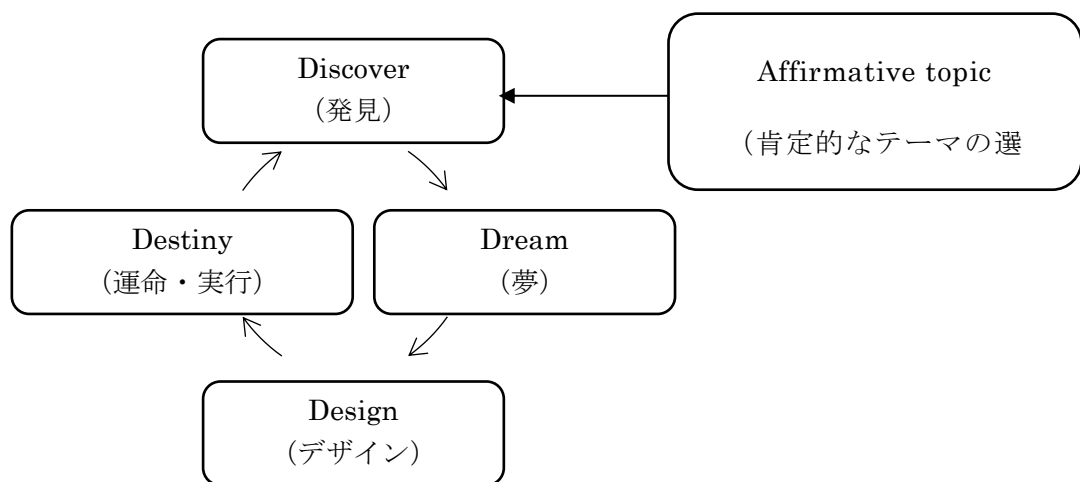 Discover
（発見）
Affirmative topic
（肯定的なテーマの選
Destiny
（運命・実行）
Dream
（夢）
Design
（デザイン）